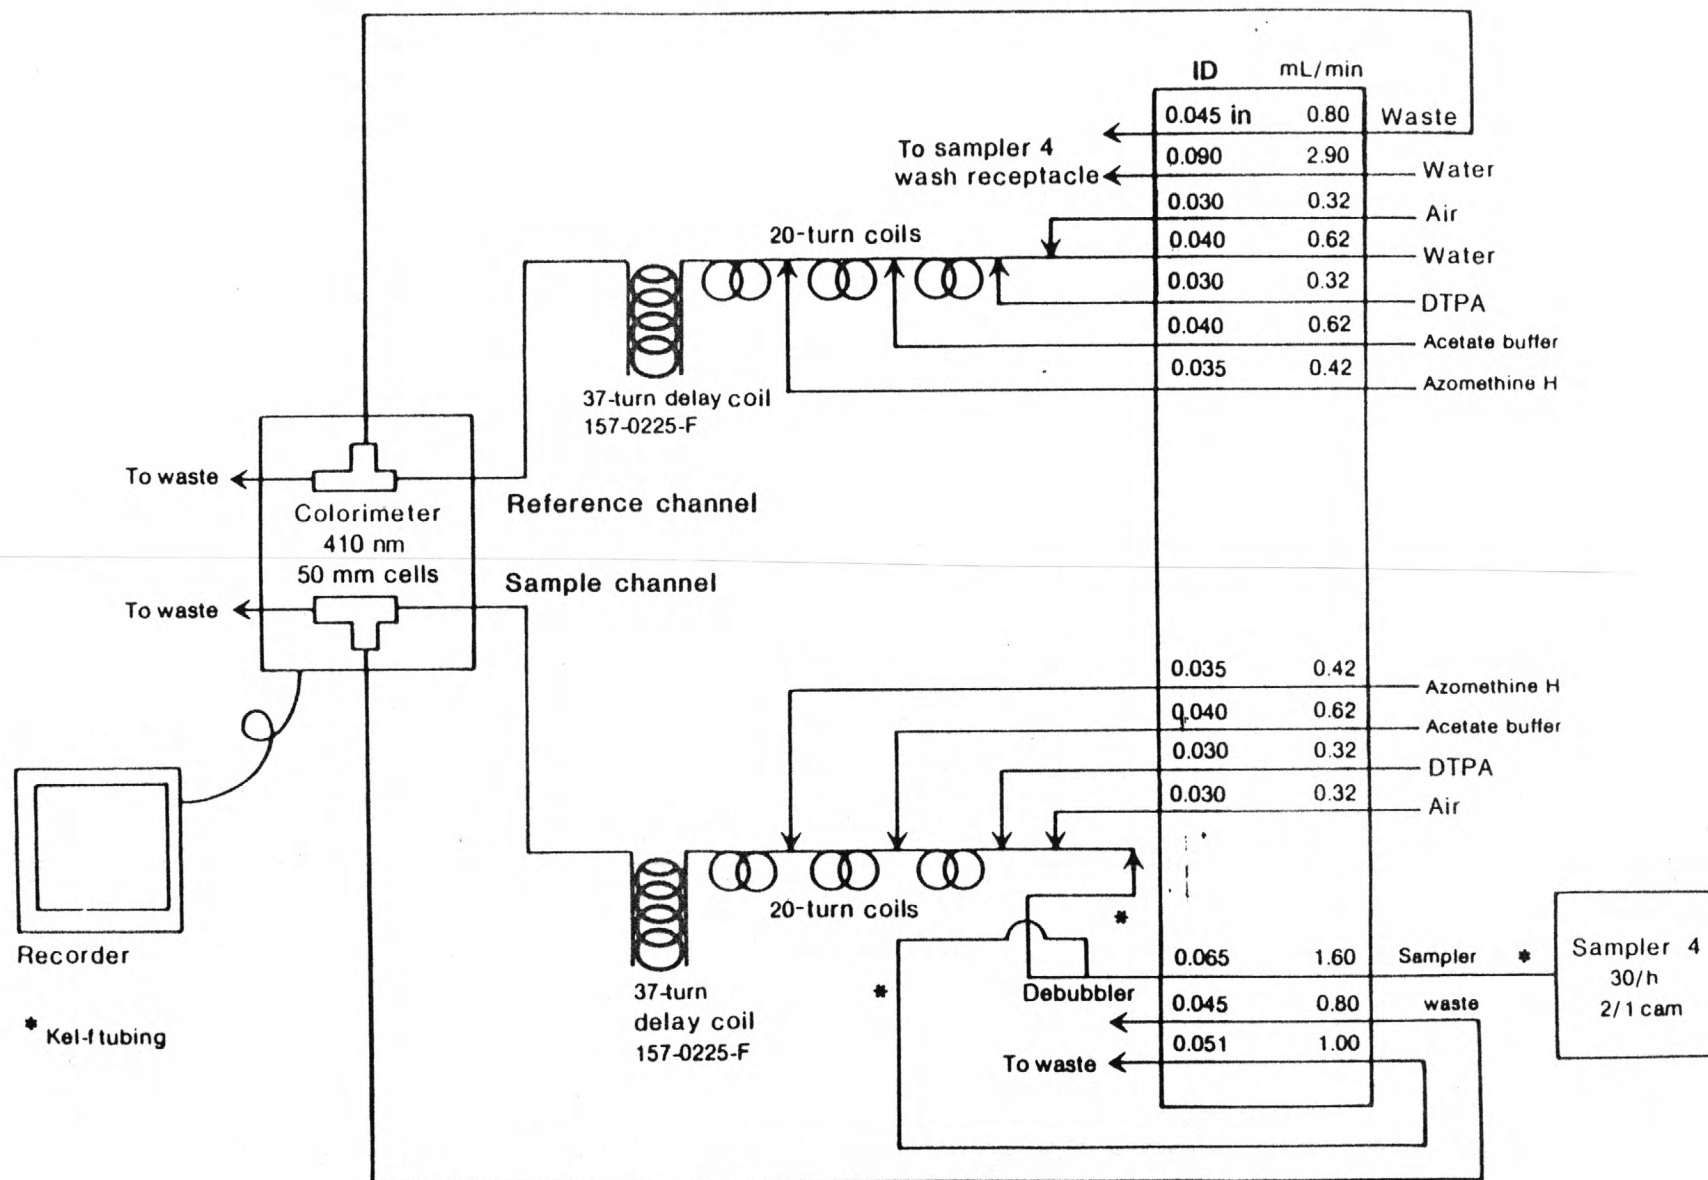 ID mL/min
0.045 in 0.80 Waste
To sampler 4
wash receptacle
0.090 2.90 Water
0.030 0.32 Air
20-turn coils
0.040 0.62 Water
0.030 0.32 DTPA
0.040 0.62 Acetate buffer
0.035 0.42 Azomethine H
37-turn delay coil
157-0225-F
To waste
Reference channel
Colorimeter
410 nm
50 mm cells
Sample channel
To waste
0.035 0.42 Azomethine H
0.040 0.62 Acetate buffer
0.030 0.32 DTPA
0.030 0.32 Air
20-turn coils
*
Recorder
0.065 1.60 Sampler *
Sampler 4
30/h
2/1 cam
Debubbler
*
0.045 0.80 waste
0.051 1.00
To waste
37-turn
delay coil
157-0225-F
* Kel-f tubing